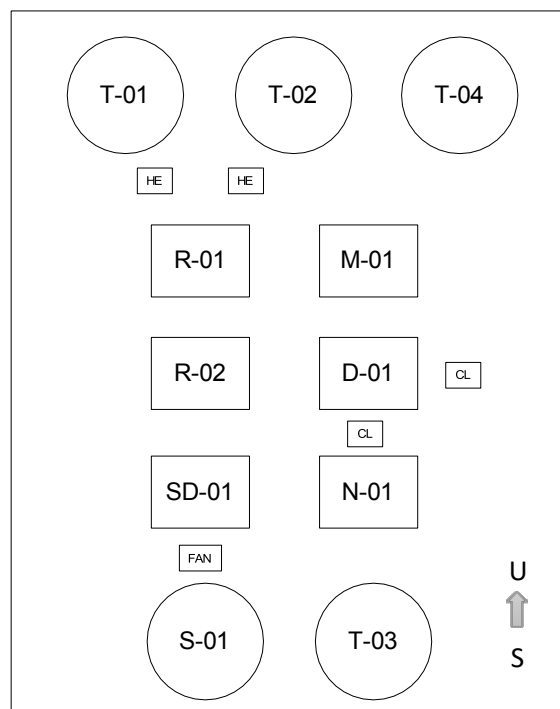 T-01 T-02 T-04
HE HE
R-01 M-01
R-02 D-01 CL
CL
SD-01 N-01
FAN
U
S-01 T-03
S